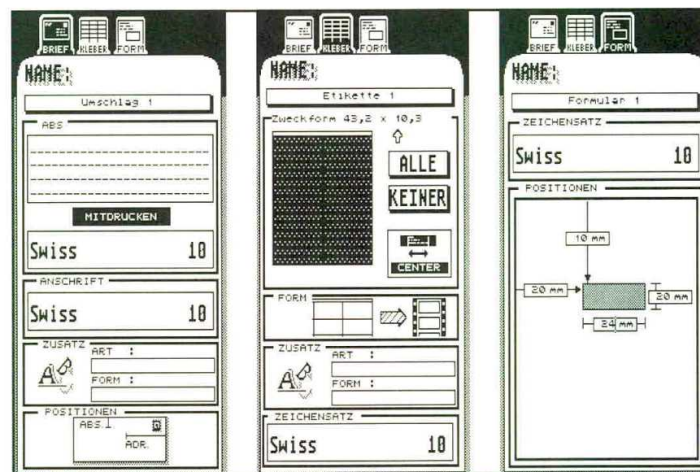 BRIEF KLEBER FORM
NAME:
Umschlag 1
ABS
MITDRUCKEN
Swiss 10
ANSCHRIFT
Swiss 10
ZUSATZ
ART :
FORM :
POSITIONEN
ABS.
ADR.
BRIEF KLEBER FORM
NAME:
Etikette 1
Zweckform 43,2 x 10,3
ALLE
KEINER
CENTER
FORM
ZUSATZ
ART :
FORM :
ZEICHENSATZ
Swiss 10
BRIEF KLEBER FORM
NAME:
Formular 1
ZEICHENSATZ
Swiss 10
POSITIONEN
10 mm
20 mm
20 mm
24 mm